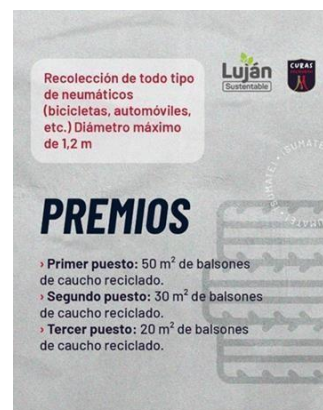 Luján
Sustentable
CURAS
Recolección de todo tipo
de neumáticos
(bicicletas, automóviles,
etc.) Diámetro máximo
de 1,2 m
¡SUMATE!
PREMIOS
› Primer puesto: 50 m² de balsones
de caucho reciclado.
› Segundo puesto: 30 m² de balsones
de caucho reciclado.
› Tercer puesto: 20 m² de balsones
de caucho reciclado.